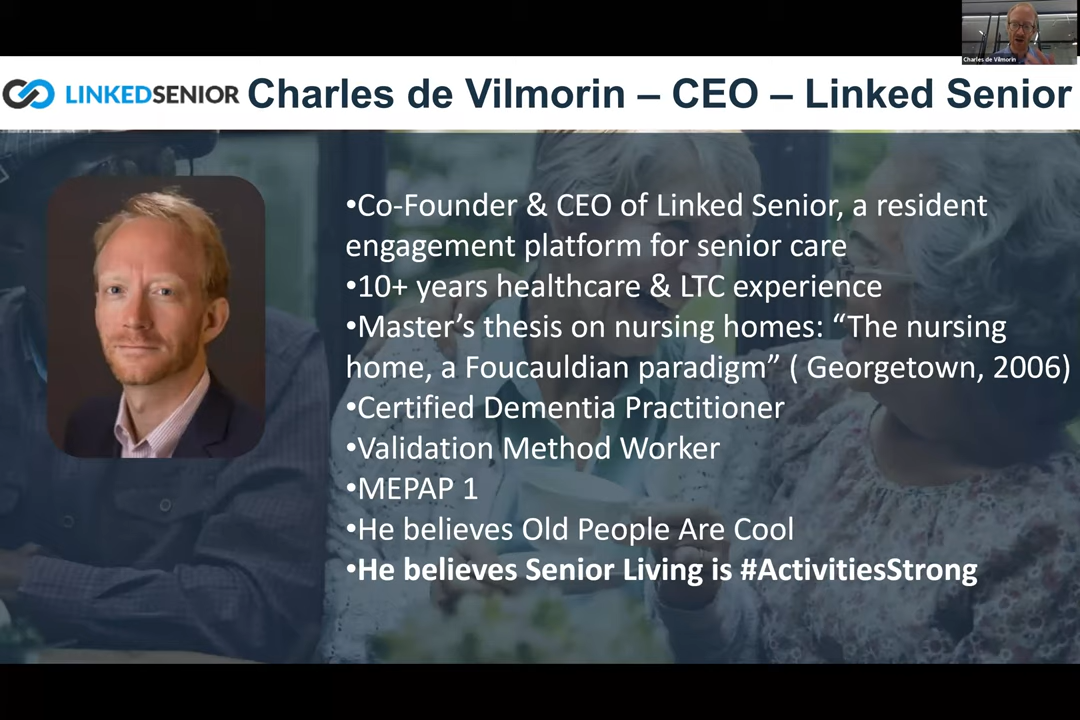 Charles de Vilmorin
LINKEDSENIOR Charles de Vilmorin – CEO – Linked Senior
•Co-Founder & CEO of Linked Senior, a resident
engagement platform for senior care
•10+ years healthcare & LTC experience
•Master’s thesis on nursing homes: “The nursing
home, a Foucauldian paradigm” ( Georgetown, 2006)
•Certified Dementia Practitioner
•Validation Method Worker
•MEPAP 1
•He believes Old People Are Cool
•He believes Senior Living is #ActivitiesStrong